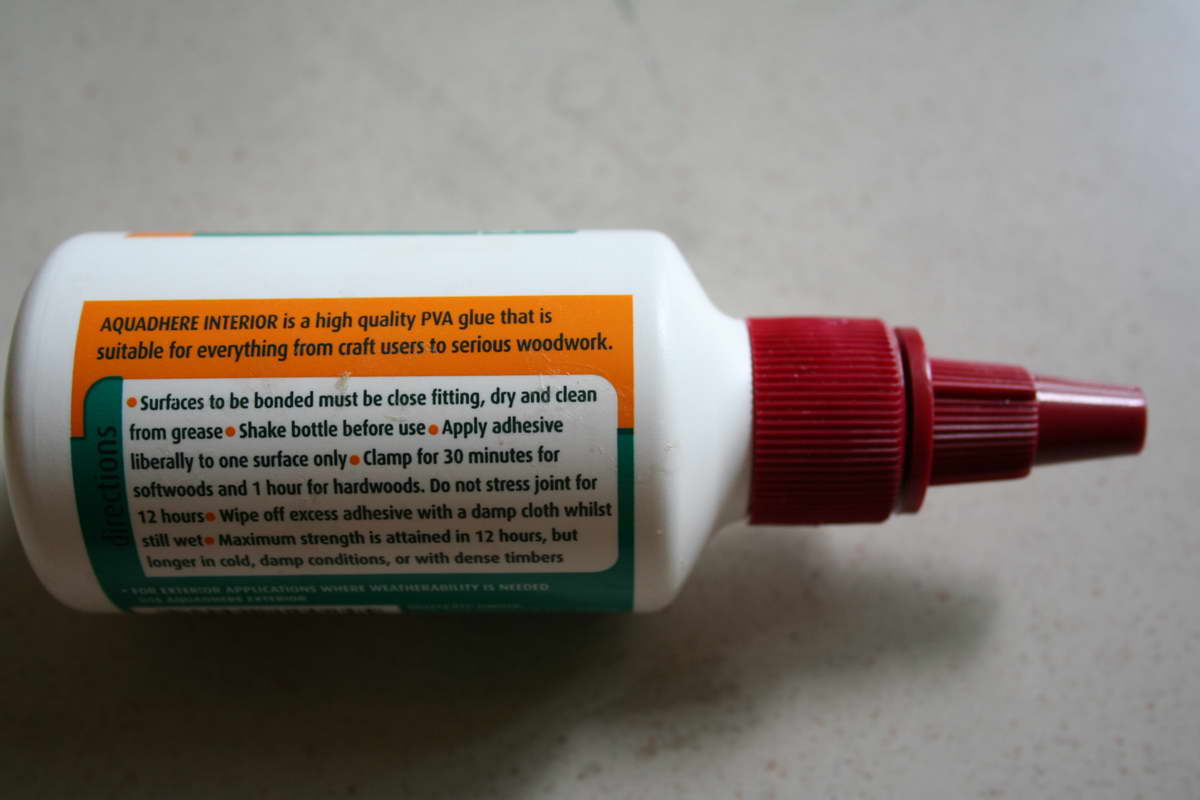 AQUADHERE INTERIOR is a high quality PVA glue that is
suitable for everything from craft users to serious woodwork.
directions
• Surfaces to be bonded must be close fitting, dry and clean
from grease • Shake bottle before use • Apply adhesive
liberally to one surface only • Clamp for 30 minutes for
softwoods and 1 hour for hardwoods. Do not stress joint for
12 hours • Wipe off excess adhesive with a damp cloth whilst
still wet • Maximum strength is attained in 12 hours, but
longer in cold, damp conditions, or with dense timbers
• FOR EXTERIOR APPLICATIONS WHERE WEATHERABILITY IS NEEDED
USE AQUADHERE EXTERIOR